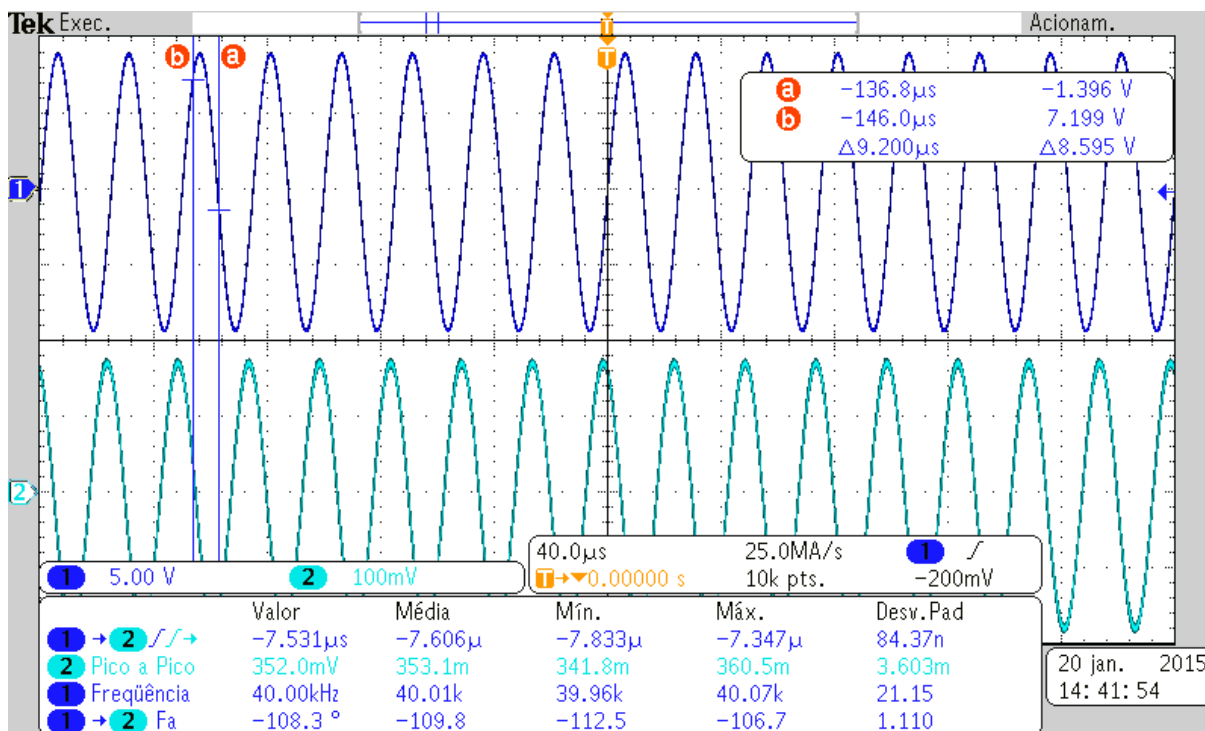 Tek Exec.
Acionam.
T
T
b a
a −136.8µs −1.396 V
b −146.0µs 7.199 V
Δ9.200µs Δ8.595 V
1
2
1 5.00 V 2 100mV
40.0µs 25.0MA/s 1
T→▼0.00000 s 10k pts. −200mV
Valor Média Mín. Máx. Desv.Pad
1 → 2 −7.531µs −7.606µ −7.833µ −7.347µ 84.37n
2 Pico a Pico 352.0mV 353.1m 341.8m 360.5m 3.603m
1 Freqüência 40.00kHz 40.01k 39.96k 40.07k 21.15
1 → 2 Fa −108.3 ° −109.8 −112.5 −106.7 1.110
20 jan. 2015
14:41:54